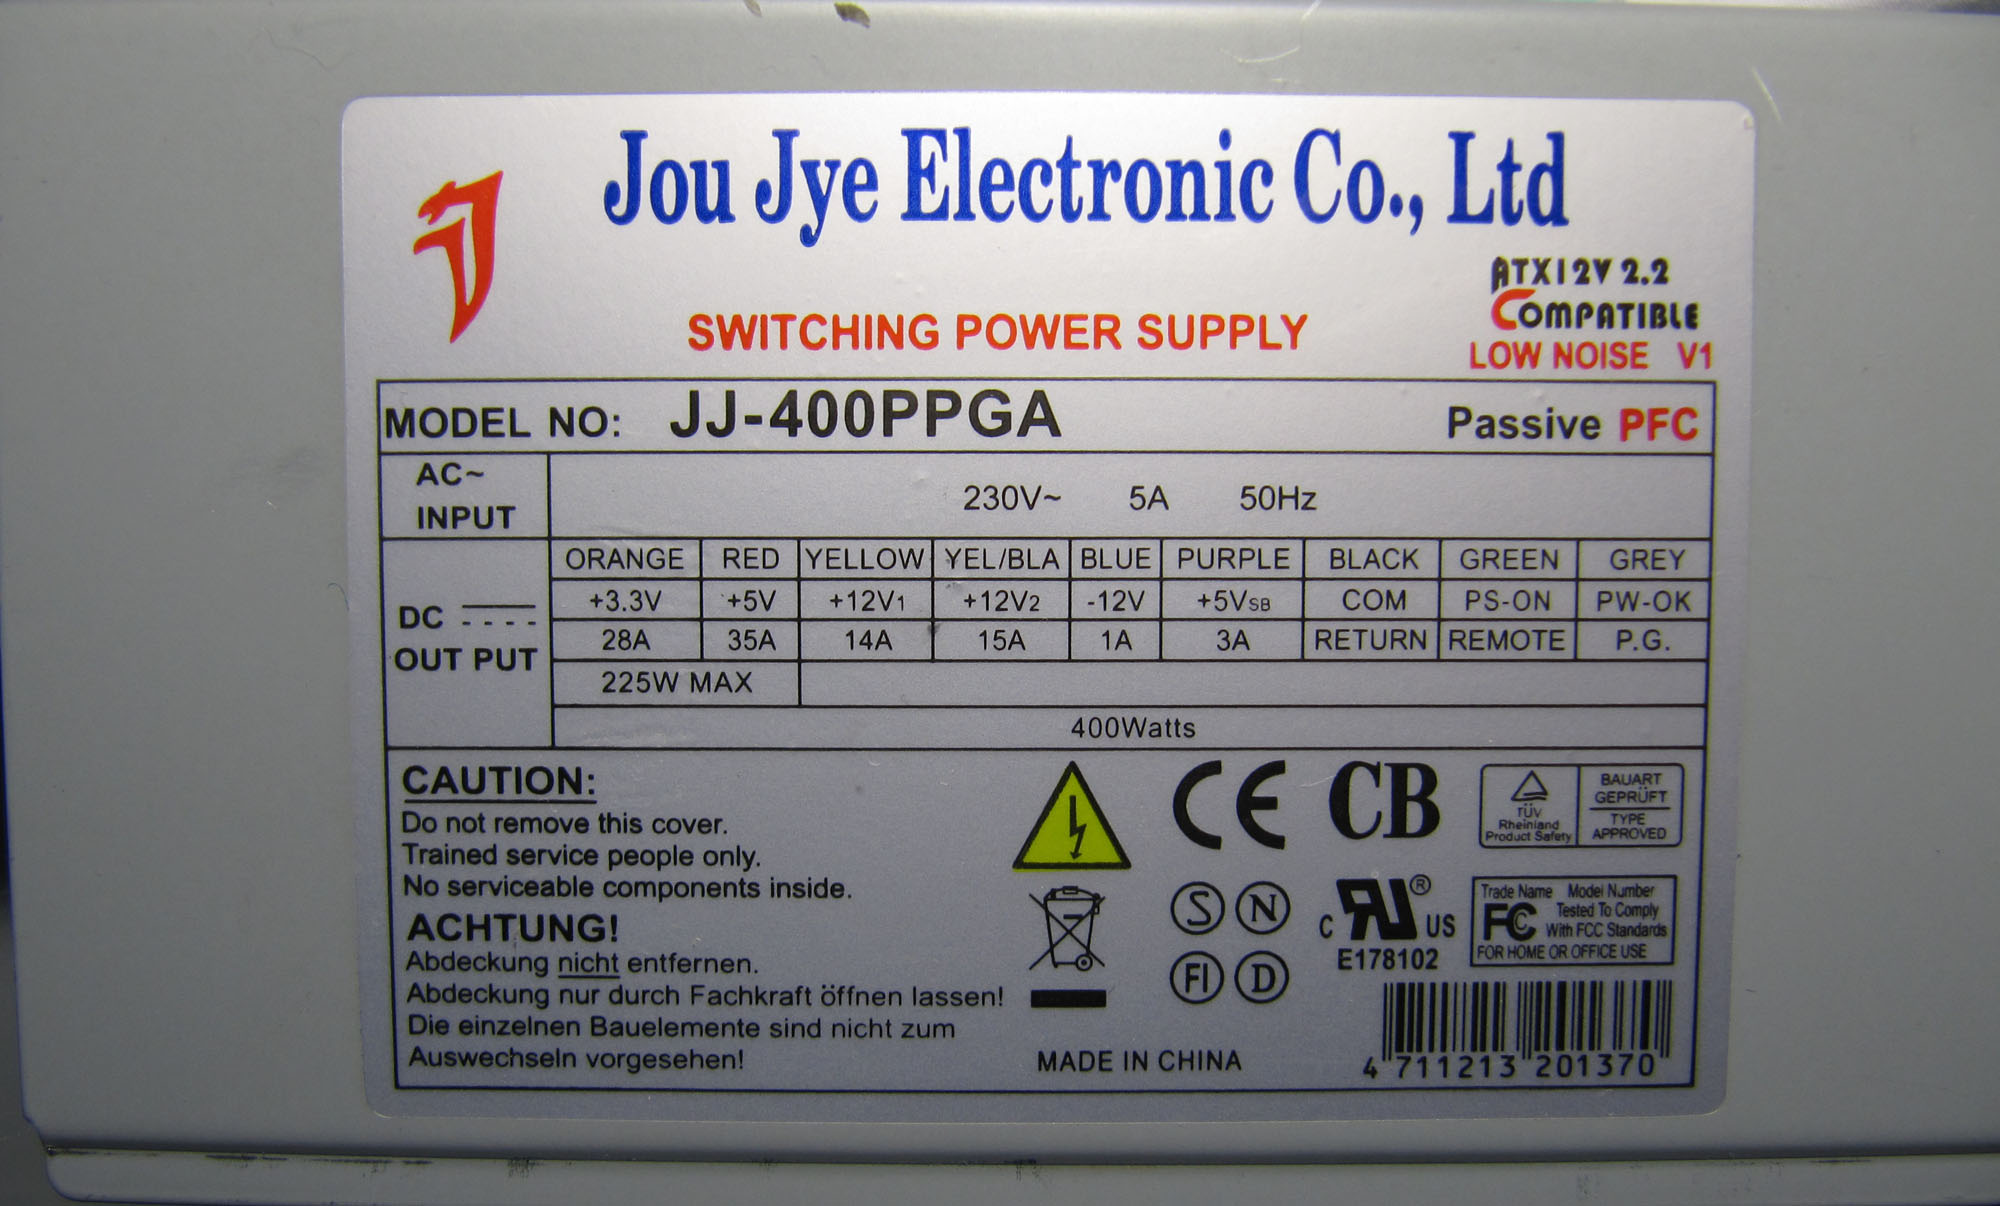 Jou Jye Electronic Co., Ltd
ATX12V 2.2
COMPATIBLE
SWITCHING POWER SUPPLY
LOW NOISE V1
MODEL NO: JJ-400PPGA Passive PFC
AC~
INPUT
230V~ 5A 50Hz
DC
OUT PUT
ORANGE RED YELLOW YEL/BLA BLUE PURPLE BLACK GREEN GREY
+3.3V +5V +12V1 +12V2 -12V +5VSB COM PS-ON PW-OK
28A 35A 14A 15A 1A 3A RETURN REMOTE P.G.
225W MAX
400Watts
CAUTION:
Do not remove this cover.
Trained service people only.
No serviceable components inside.
ACHTUNG!
Abdeckung nicht entfernen.
Abdeckung nur durch Fachkraft öffnen lassen!
Die einzelnen Bauelemente sind nicht zum
Auswechseln vorgesehen!
CE CB
TÜV
Rheinland
Product Safety
BAUART
GEPRÜFT
TYPE
APPROVED
S N
FI D
C RU® US
E178102
Trade Name Model Number
FC Tested To Comply
With FCC Standards
FOR HOME OR OFFICE USE
MADE IN CHINA
4 711213 201370